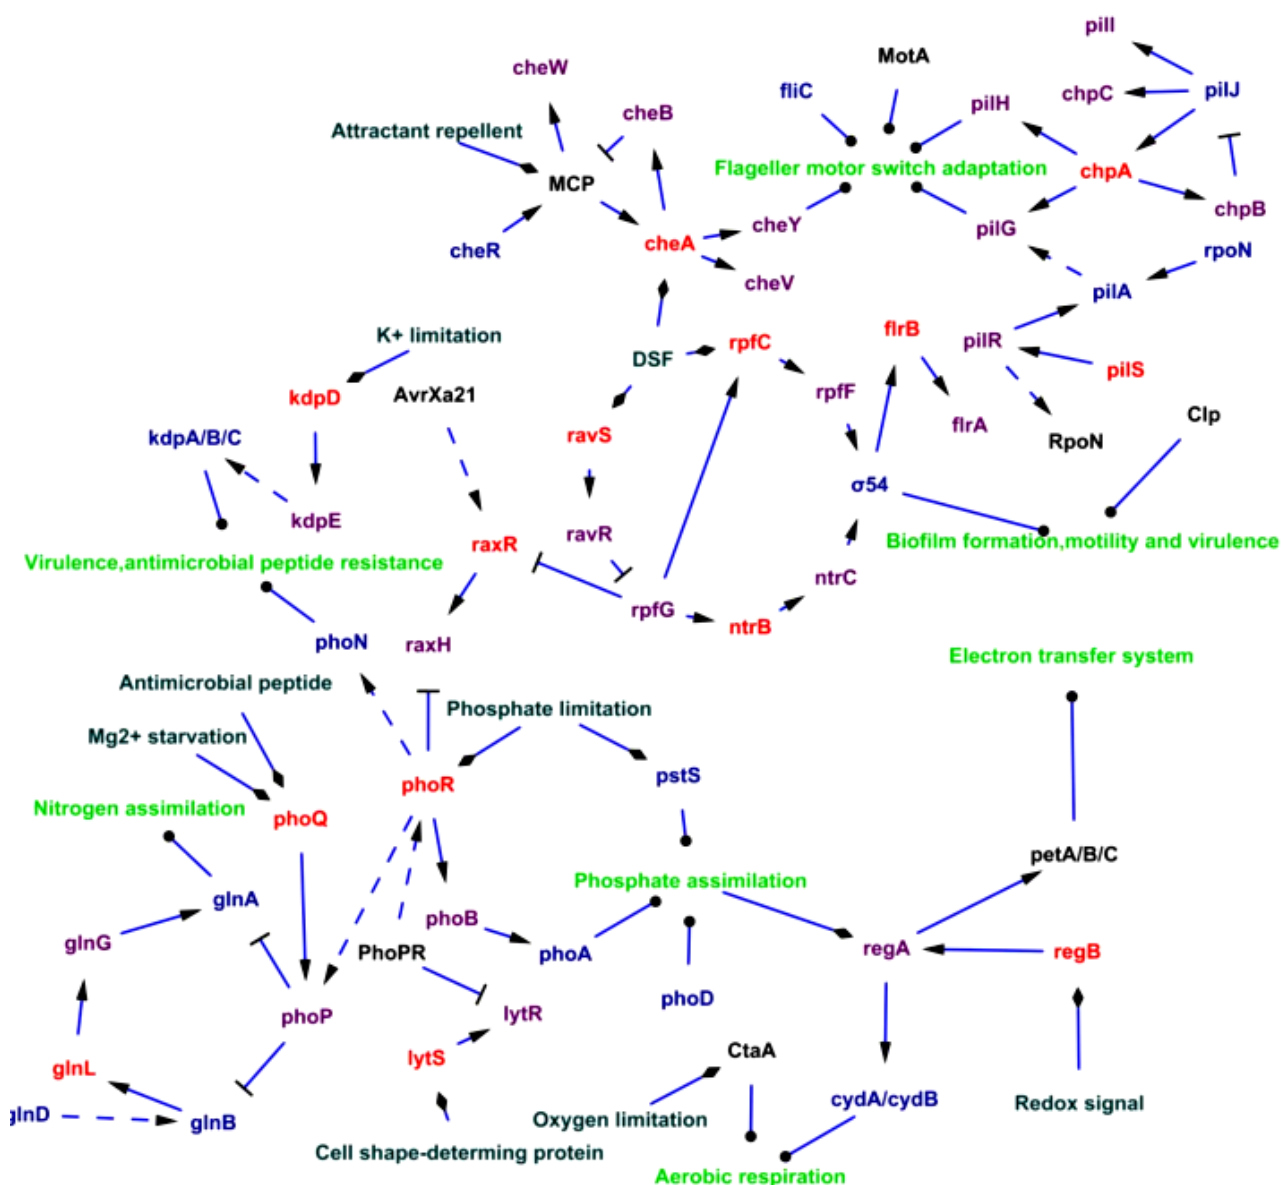 pilI
MotA
cheW
fliC
chpC
pilJ
cheB
pilH
Attractant repellent
Flageller motor switch adaptation
chpA
MCP
chpB
cheY
pilG
cheA
cheR
rpoN
cheV
pilA
K+ limitation
flrB
rpfC
pilR
DSF
pilS
kdpD
AvrXa21
rpfF
Clp
flrA
kdpA/B/C
ravS
RpoN
σ54
kdpE
ravR
raxR
Biofilm formation,motility and virulence
Virulence,antimicrobial peptide resistance
ntrC
rpfG
ntrB
phoN
raxH
Electron transfer system
Antimicrobial peptide
Phosphate limitation
Mg2+ starvation
pstS
phoR
Nitrogen assimilation
phoQ
petA/B/C
Phosphate assimilation
glnA
phoB
glnG
PhoPR
phoA
regA
regB
phoD
phoP
lytR
CtaA
lytS
glnL
cydA/cydB
Redox signal
glnD
glnB
Oxygen limitation
Cell shape-determing protein
Aerobic respiration